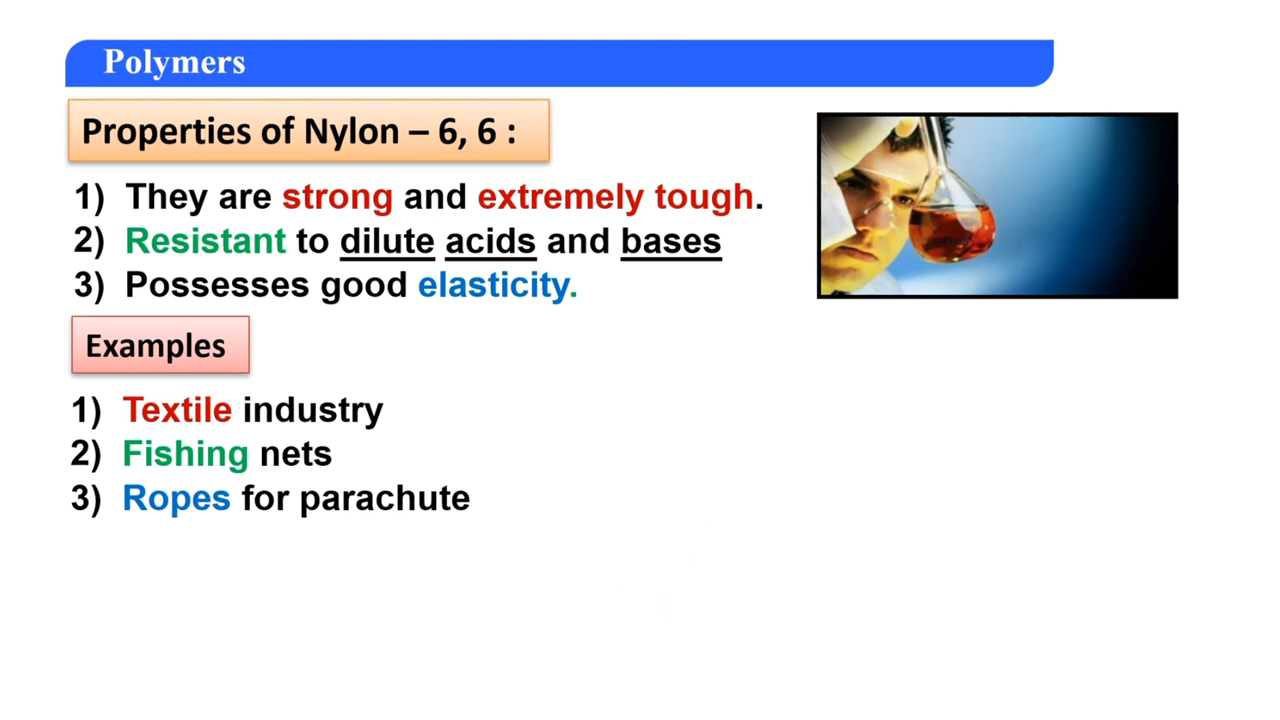 Polymers
Properties of Nylon – 6, 6 :
1) They are strong and extremely tough.
2) Resistant to dilute acids and bases
3) Possesses good elasticity.
Examples
1) Textile industry
2) Fishing nets
3) Ropes for parachute